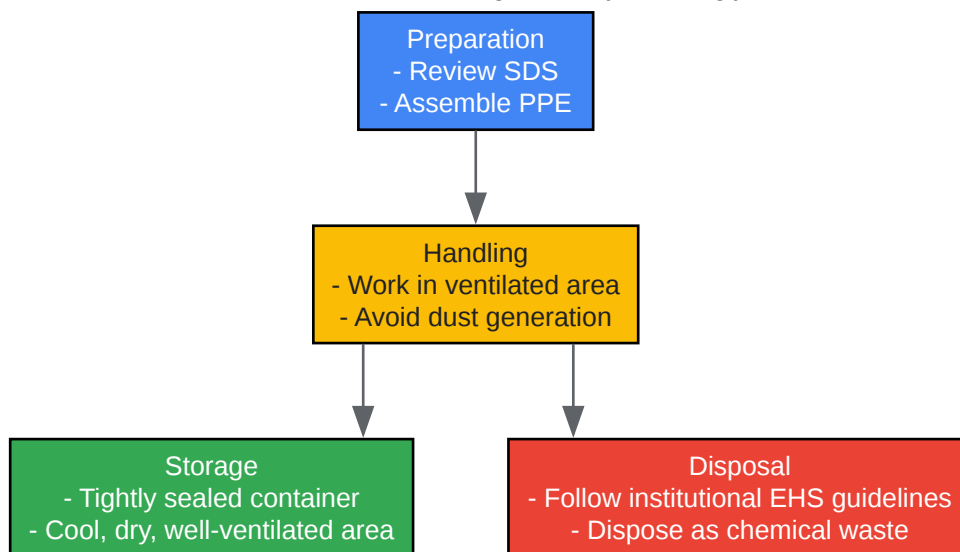 Preparation
- Review SDS
- Assemble PPE
Handling
- Work in ventilated area
- Avoid dust generation
Storage
- Tightly sealed container
- Cool, dry, well-ventilated area
Disposal
- Follow institutional EHS guidelines
- Dispose as chemical waste